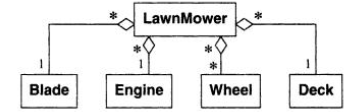 LawnMower
* * * *
1 1 * 1
Blade Engine Wheel Deck